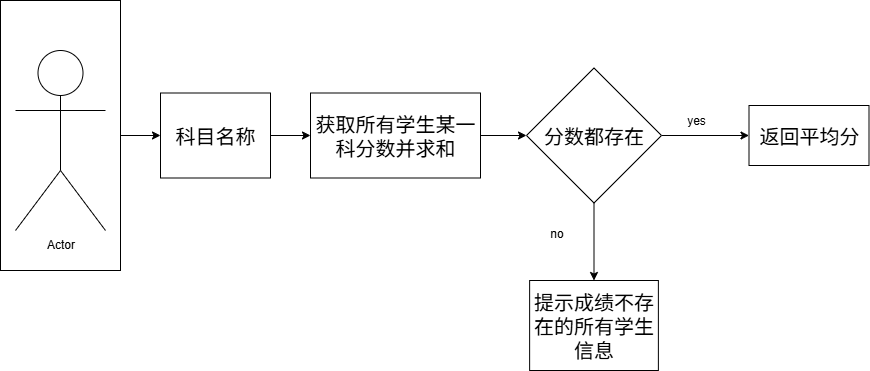 Actor
科目名称
获取所有学生某一
科分数并求和
分数都存在
yes
返回平均分
no
提示成绩不存
在的所有学生
信息